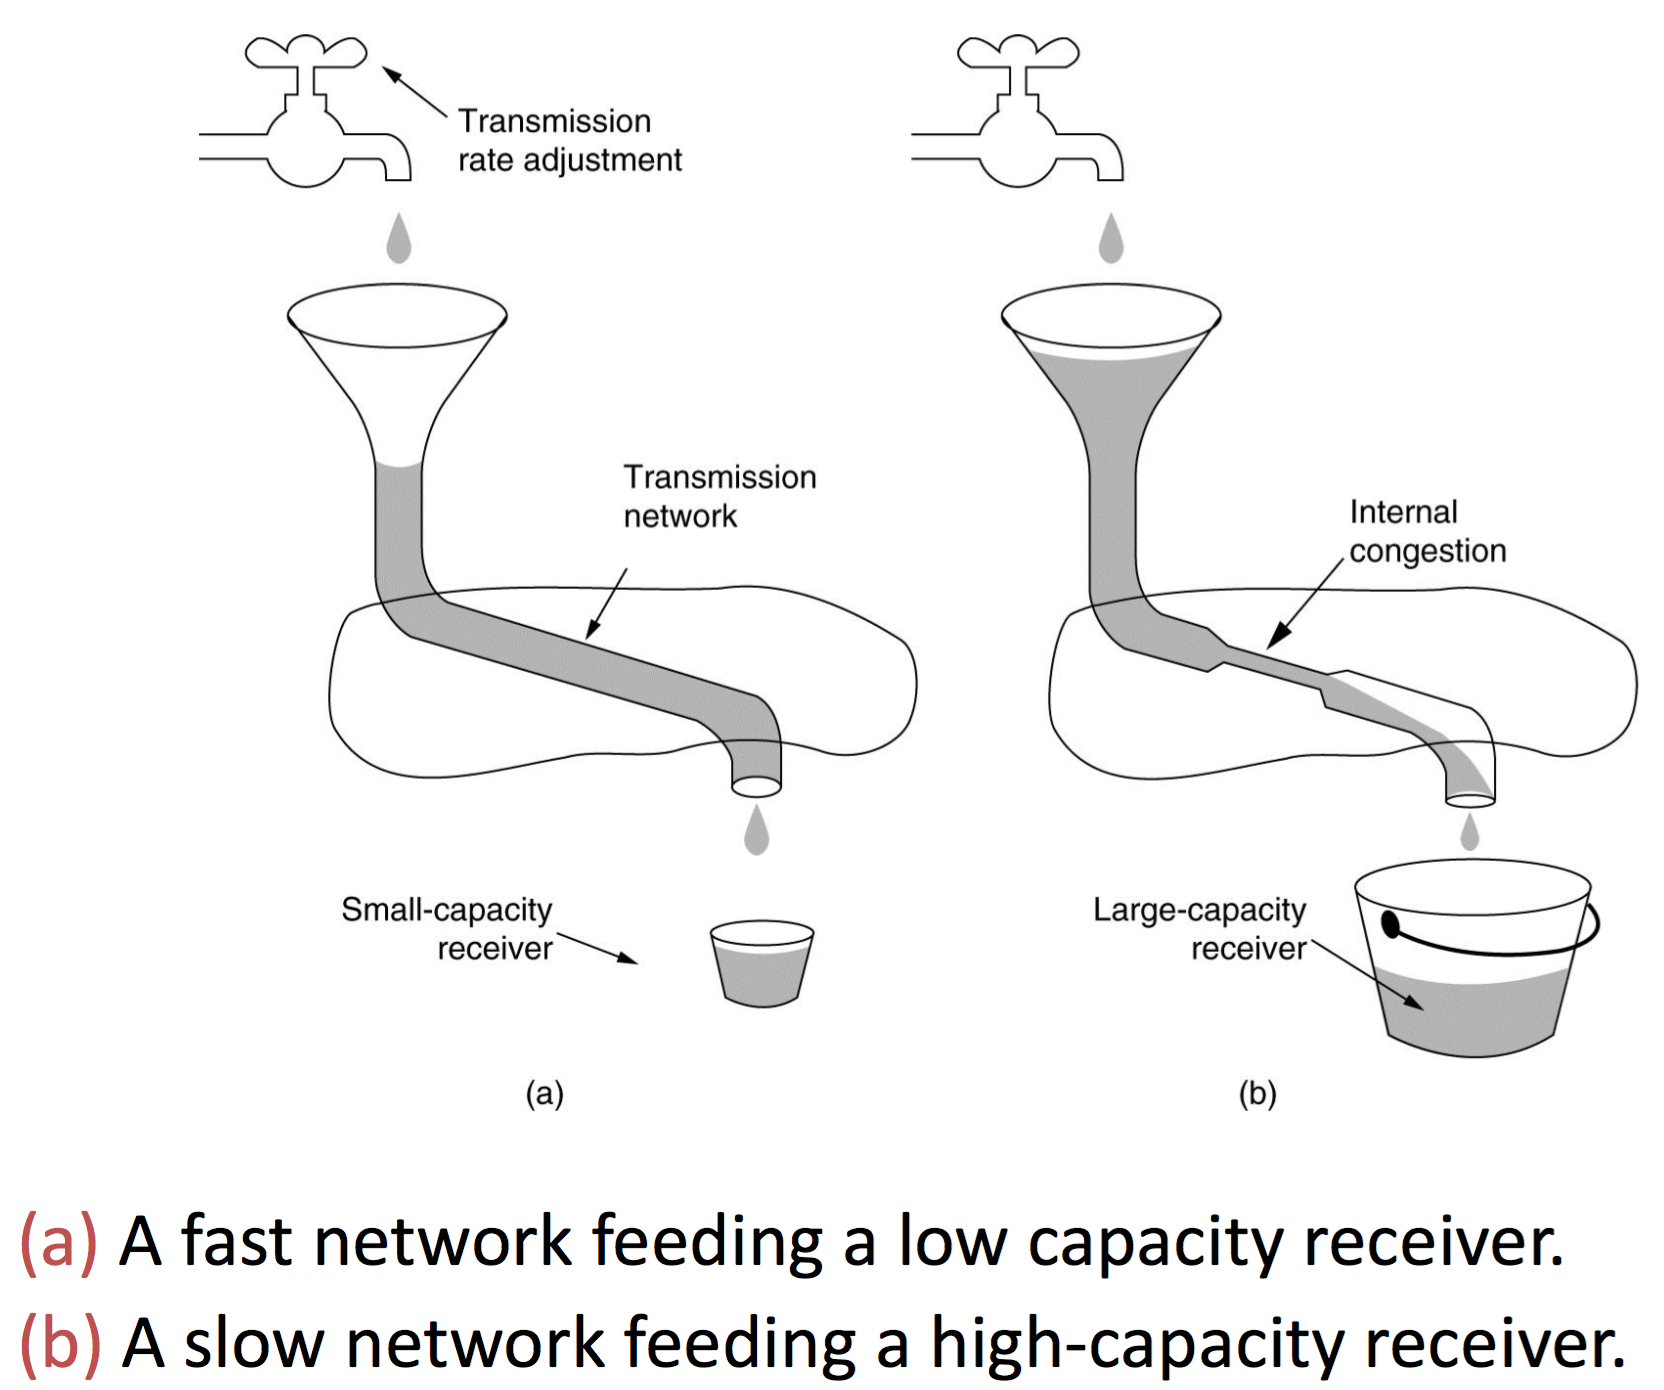 Transmission
rate adjustment
Transmission
network
Internal
congestion
Small-capacity
receiver
Large-capacity
receiver
(a)
(b)
(a) A fast network feeding a low capacity receiver.
(b) A slow network feeding a high-capacity receiver.